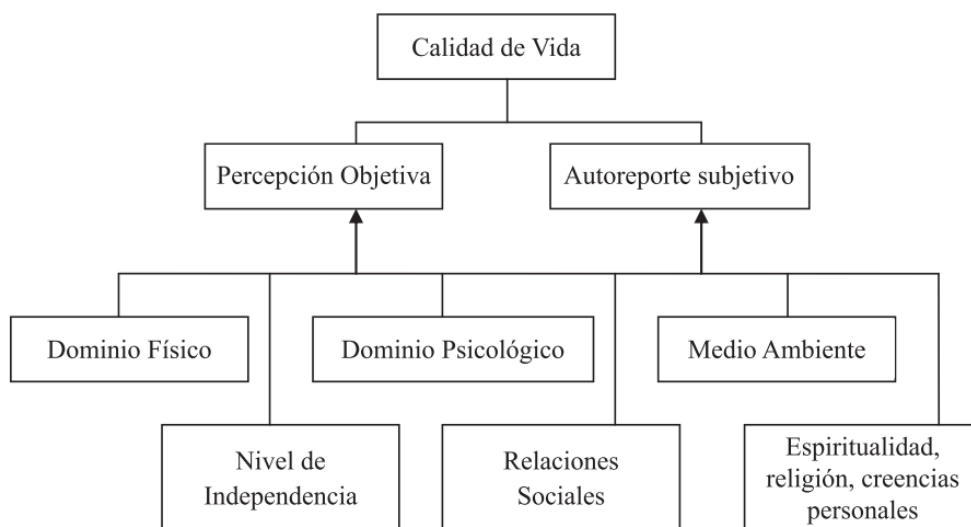 Calidad de Vida
Percepción Objetiva
Autoreporte subjetivo
Dominio Físico
Dominio Psicológico
Medio Ambiente
Nivel de
Independencia
Relaciones
Sociales
Espiritualidad,
religión, creencias
personales